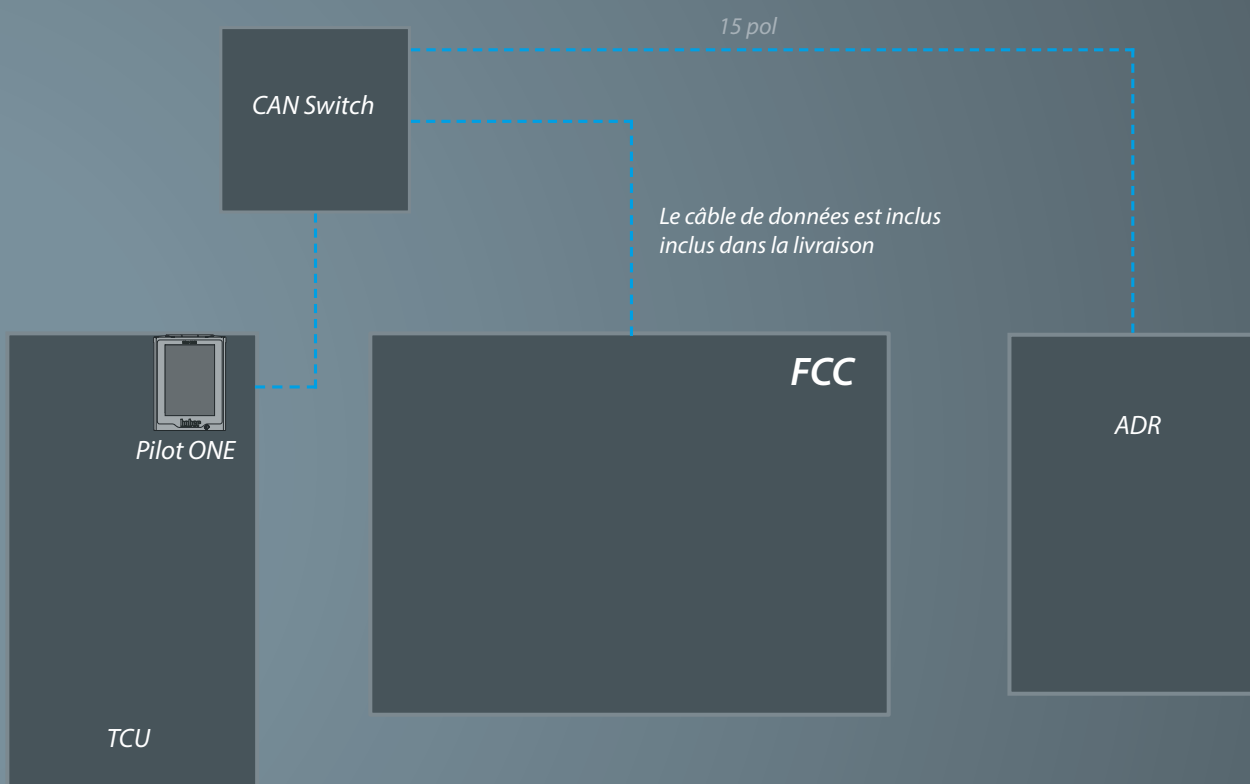 15 pol
CAN Switch
Le câble de données est inclus
inclus dans la livraison
FCC
huber
Pilot ONE
ADR
TCU